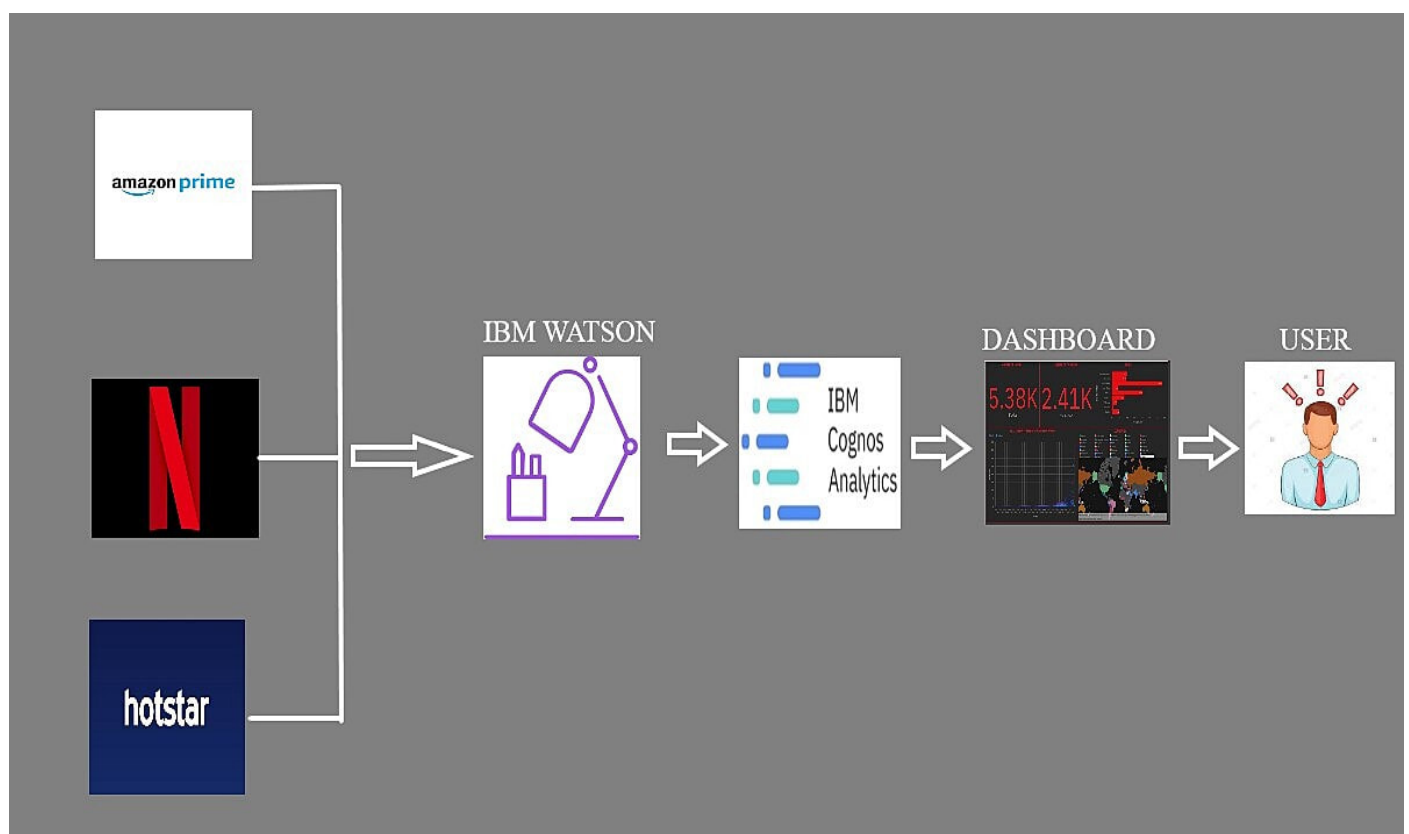 amazon prime
N
hotstar
IBM WATSON
IBM
Cognos
Analytics
DASHBOARD
5.38K 2.41K
USER